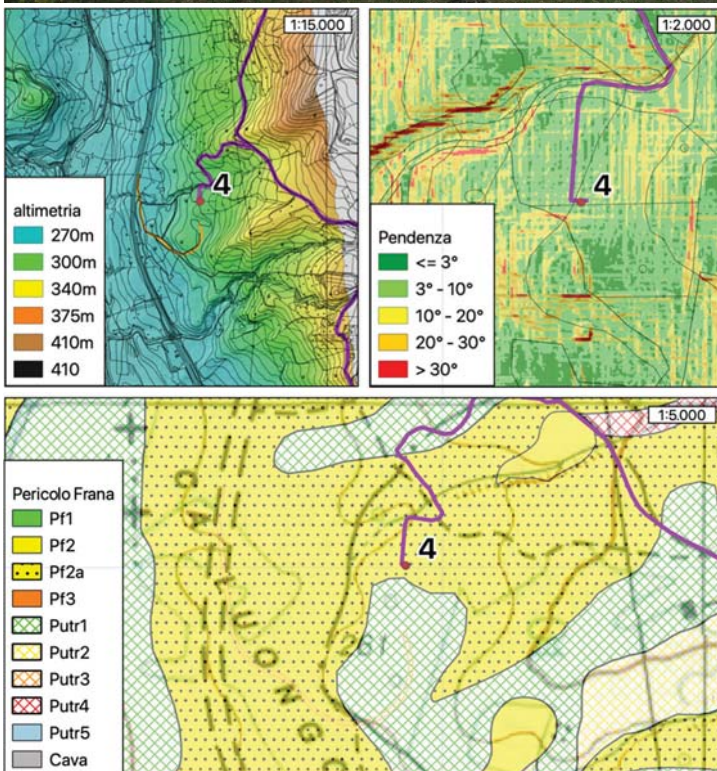 1:15.000
4
altimetria
270m
300m
340m
375m
410m
410
1:2.000
4
Pendenza
<= 3°
3° - 10°
10° - 20°
20° - 30°
> 30°
1:5.000
4
Pericolo Frana
Pf1
Pf2
Pf2a
Pf3
Putr1
Putr2
Putr3
Putr4
Putr5
Cava
261